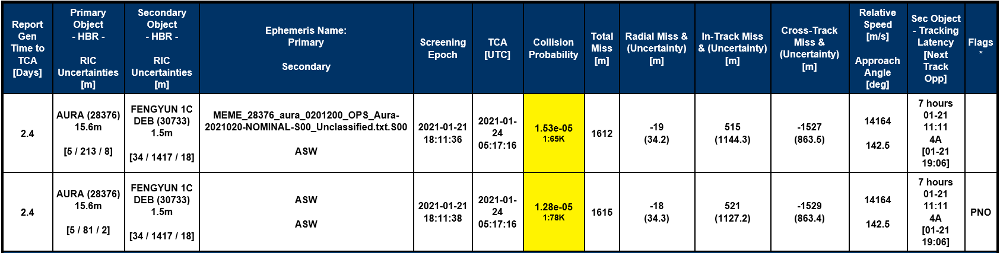 Report
Gen
Time to
TCA
[Days]
Primary
Object
- HBR -
RIC
Uncertainties
[m]
Secondary
Object
- HBR -
RIC
Uncertainties
[m]
Ephemeris Name:
Primary
Secondary
Screening
Epoch
TCA
[UTC]
Collision
Probability
Total
Miss
[m]
Radial Miss &
(Uncertainty)
[m]
In-Track Miss
& (Uncertainty)
[m]
Cross-Track
Miss &
(Uncertainty)
[m]
Relative
Speed
[m/s]
Approach
Angle
[deg]
Sec Object
- Tracking
Latency
[Next
Track
Opp]
Flags
*
2.4
AURA (28376)
15.6m
[5 / 213 / 8]
FENGYUN 1C
DEB (30733)
1.5m
[34 / 1417 / 18]
MEME_28376_aura_0201200_OPS_Aura-
2021020-NOMINAL-S00_Unclassified.txt.S00
ASW
2021-01-21
18:11:36
2021-01-
24
05:17:16
1.53e-05
1:65K
1612
-19
(34.2)
515
(1144.3)
-1527
(863.5)
14164
142.5
7 hours
01-21
11:11
4A
[01-21
19:06]
2.4
AURA (28376)
15.6m
[5 / 81 / 2]
FENGYUN 1C
DEB (30733)
1.5m
[34 / 1417 / 18]
ASW
ASW
2021-01-21
18:11:38
2021-01-
24
05:17:16
1.28e-05
1:78K
1615
-18
(34.3)
521
(1127.2)
-1529
(863.4)
14164
142.5
7 hours
01-21
11:11
4A
[01-21
19:06]
PNO